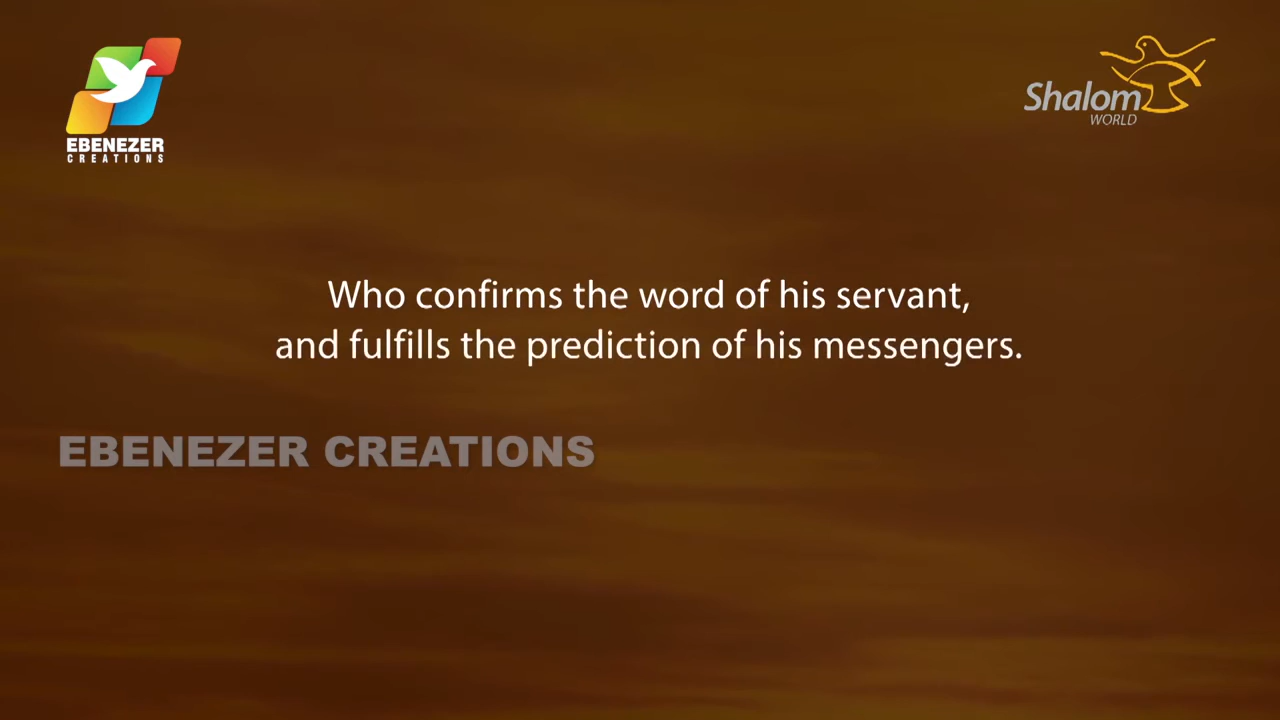 EBENEZER
CREATIONS
Shalom
WORLD
Who confirms the word of his servant,
and fulfills the prediction of his messengers.
EBENEZER CREATIONS